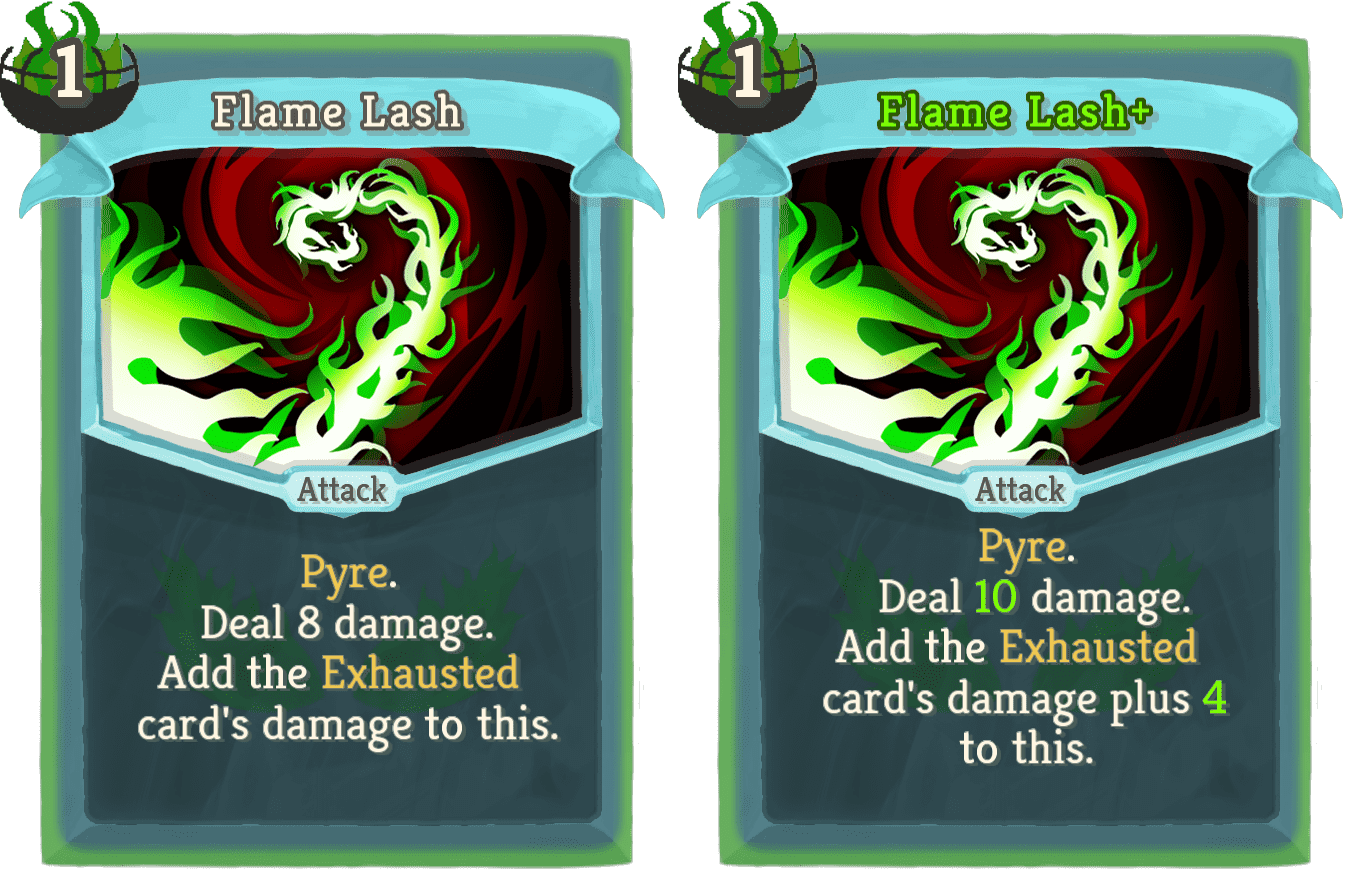 1
Flame Lash
Attack
Pyre.
Deal 8 damage.
Add the Exhausted
card's damage to this.
1
Flame Lash+
Attack
Pyre.
Deal 10 damage.
Add the Exhausted
card's damage plus 4
to this.